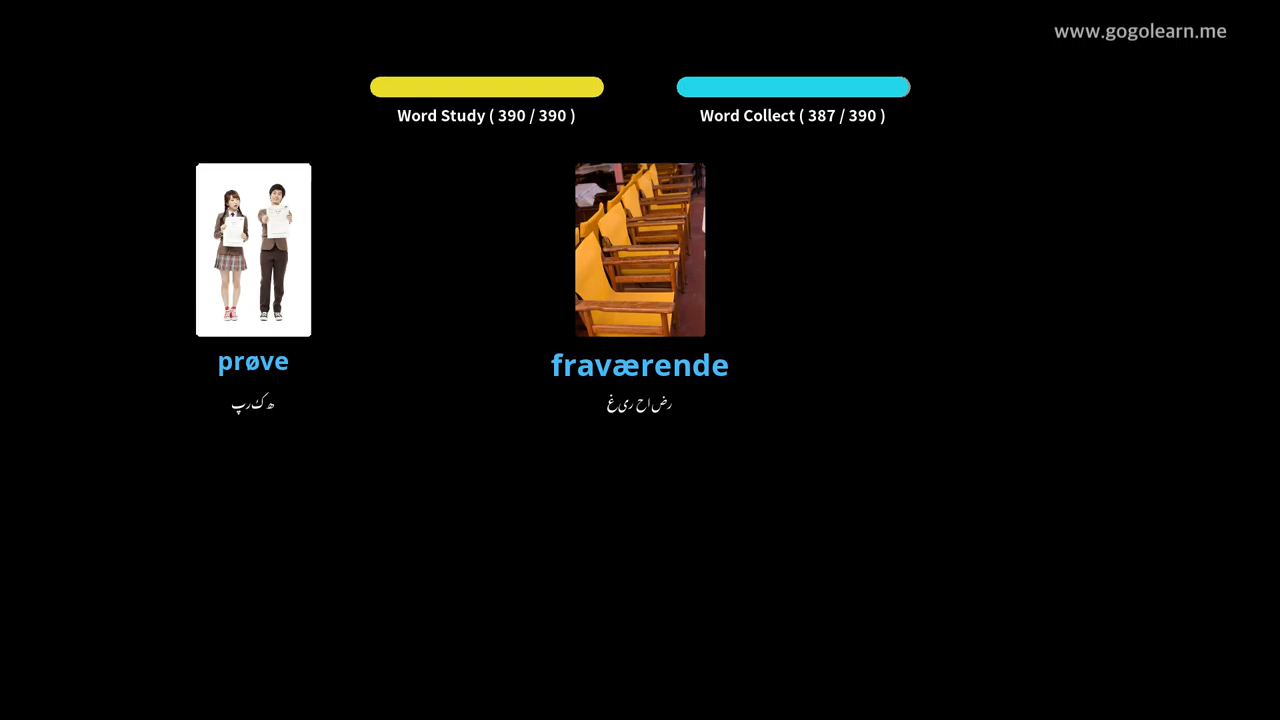 www.gogolearn.me
Word Study ( 390 / 390 )
Word Collect ( 387 / 390 )
prøve
fraværende
پرکھ
غیر حاضر